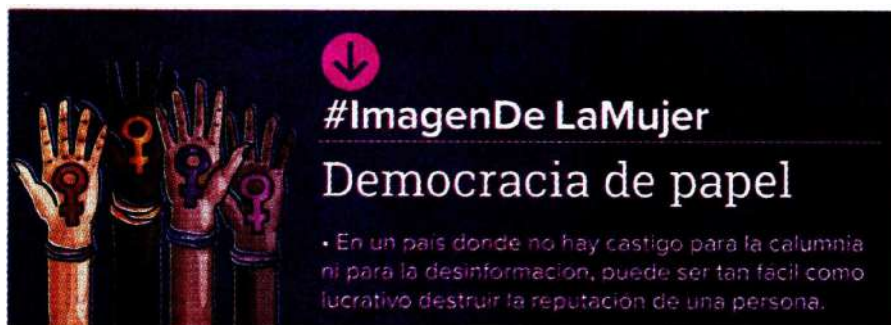 #ImagenDe LaMujer
Democracia de papel
• En un país donde no hay castigo para la calumnia
ni para la desinformacion, puede ser tan facil como
lucrativo destruir la reputación de una persona.